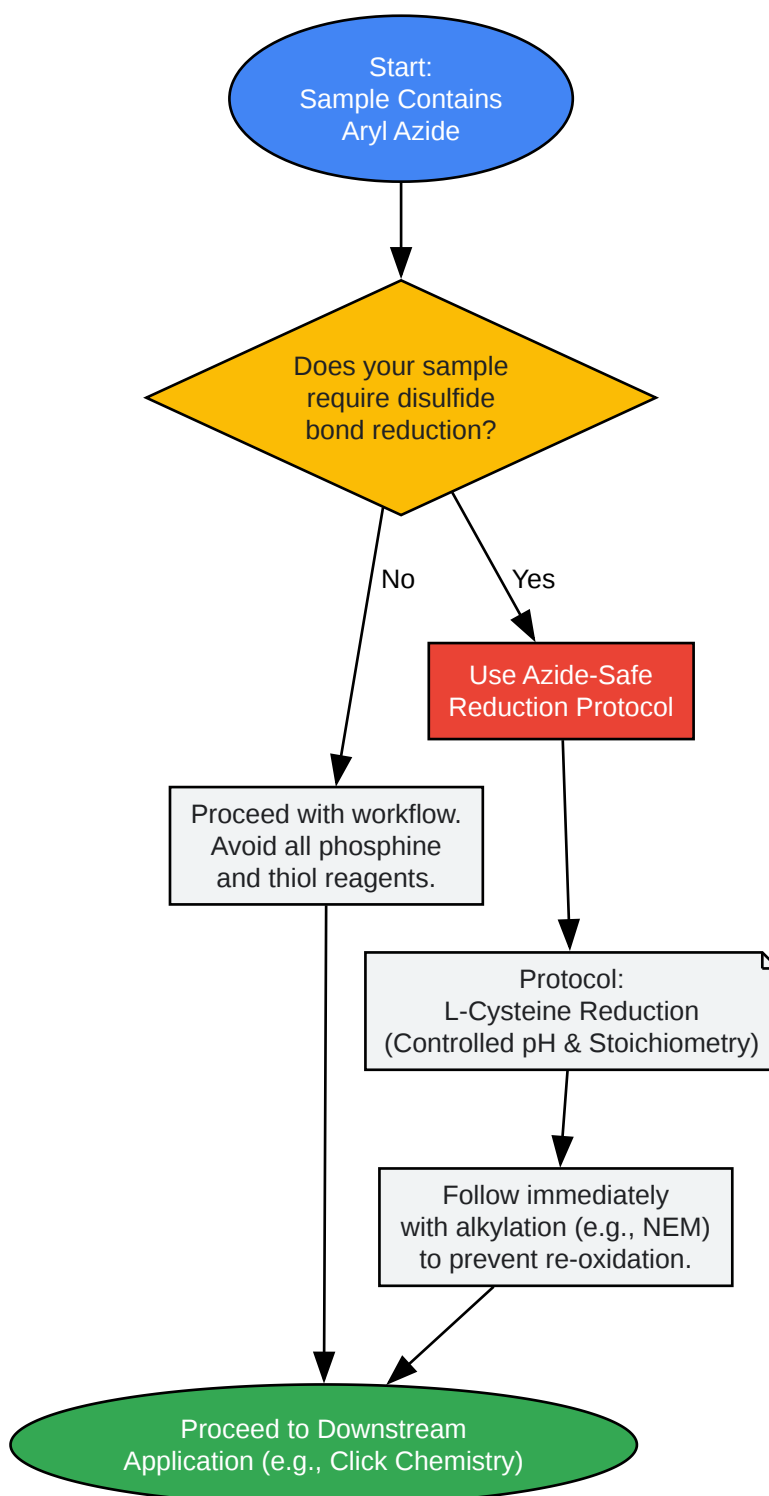 Start:
Sample Contains
Aryl Azide
Does your sample
require disulfide
bond reduction?
No
Yes
Use Azide-Safe
Reduction Protocol
Proceed with workflow.
Avoid all phosphine
and thiol reagents.
Protocol:
L-Cysteine Reduction
(Controlled pH & Stoichiometry)
Follow immediately
with alkylation (e.g., NEM)
to prevent re-oxidation.
Proceed to Downstream
Application (e.g., Click Chemistry)